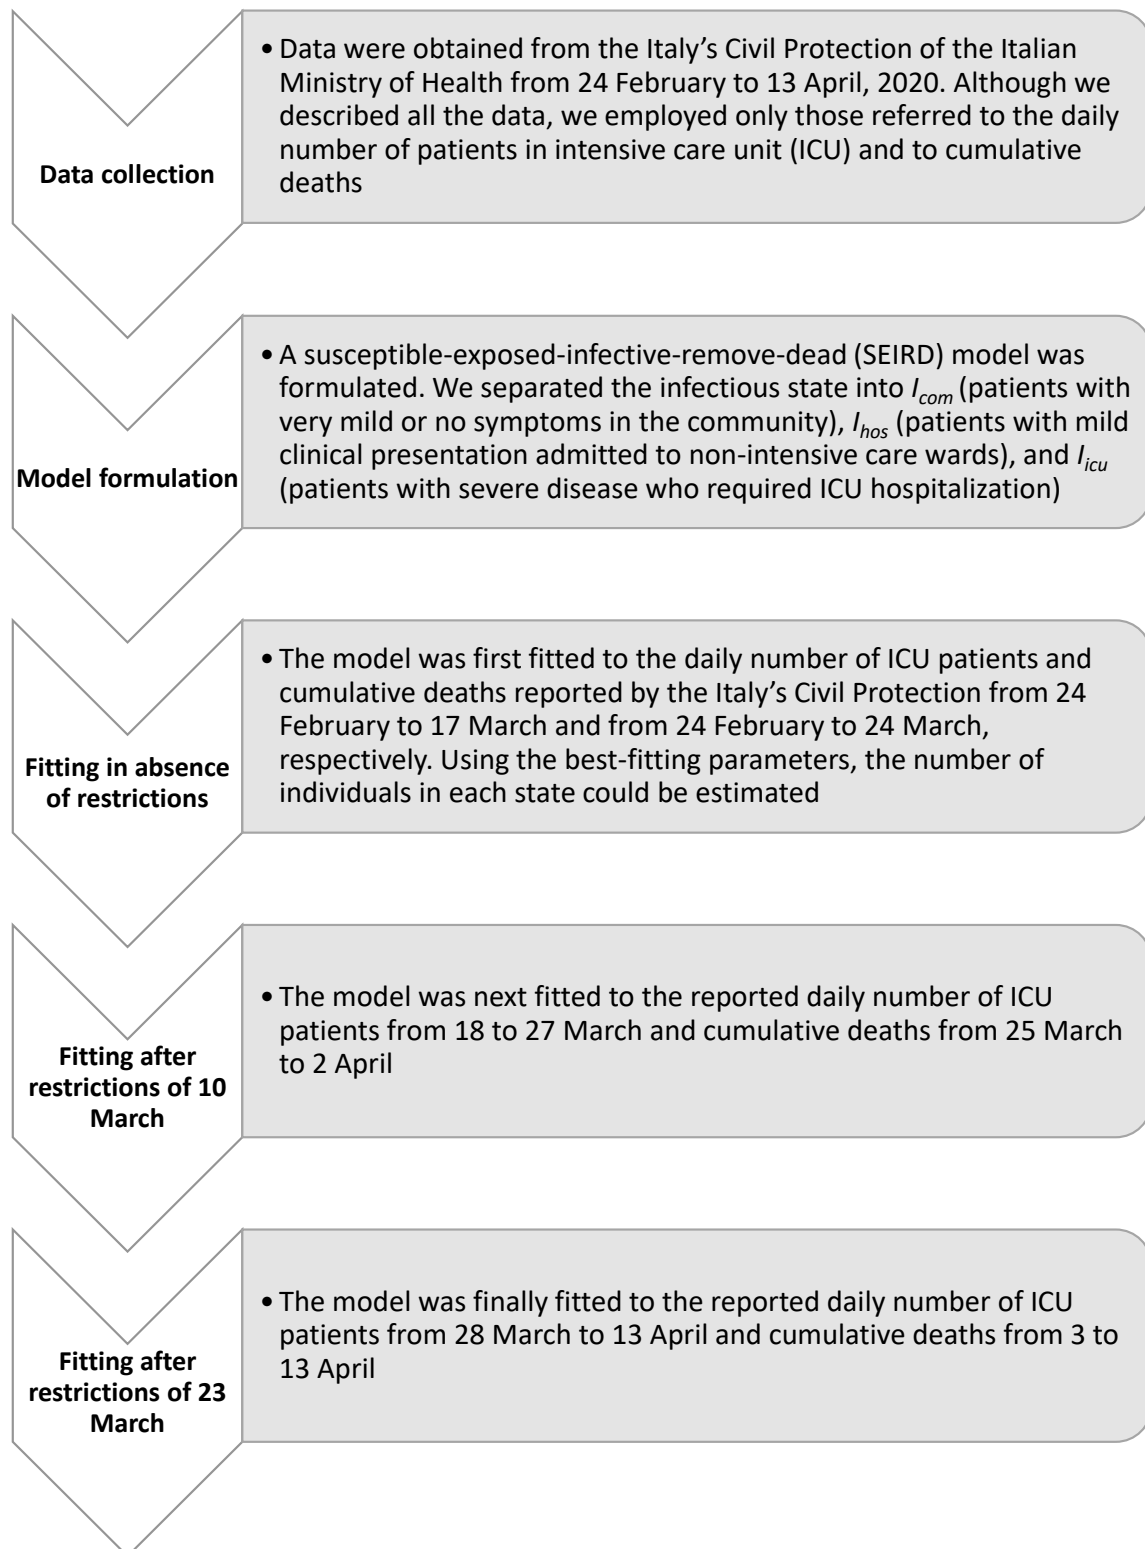 Data collection
• Data were obtained from the Italy’s Civil Protection of the Italian
Ministry of Health from 24 February to 13 April, 2020. Although we
described all the data, we employed only those referred to the daily
number of patients in intensive care unit (ICU) and to cumulative
deaths
Model formulation
• A susceptible-exposed-infective-remove-dead (SEIRD) model was
formulated. We separated the infectious state into I_com (patients with
very mild or no symptoms in the community), I_hos (patients with mild
clinical presentation admitted to non-intensive care wards), and I_icu
(patients with severe disease who required ICU hospitalization)
Fitting in absence
of restrictions
• The model was first fitted to the daily number of ICU patients and
cumulative deaths reported by the Italy’s Civil Protection from 24
February to 17 March and from 24 February to 24 March,
respectively. Using the best-fitting parameters, the number of
individuals in each state could be estimated
Fitting after
restrictions of 10
March
• The model was next fitted to the reported daily number of ICU
patients from 18 to 27 March and cumulative deaths from 25 March
to 2 April
Fitting after
restrictions of 23
March
• The model was finally fitted to the reported daily number of ICU
patients from 28 March to 13 April and cumulative deaths from 3 to
13 April